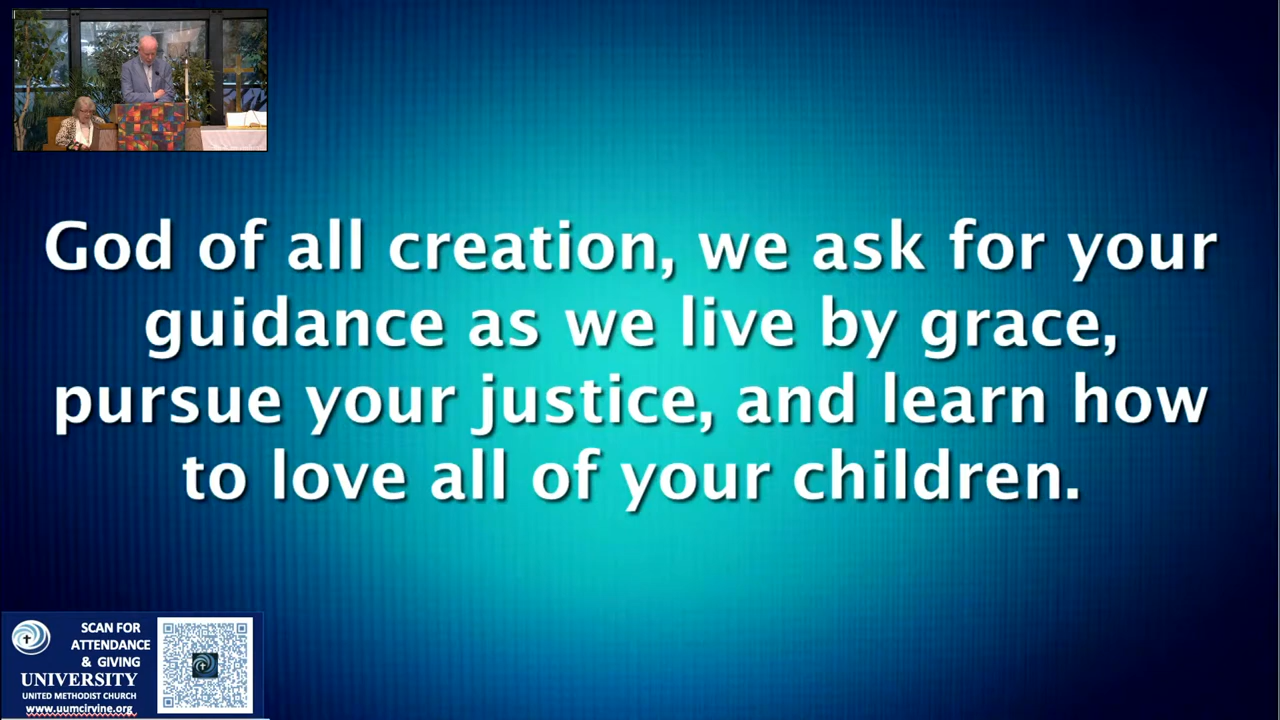 God of all creation, we ask for your
guidance as we live by grace,
pursue your justice, and learn how
to love all of your children.
SCAN FOR
ATTENDANCE
& GIVING
UNIVERSITY
UNITED METHODIST CHURCH
www.uumcirvine.org